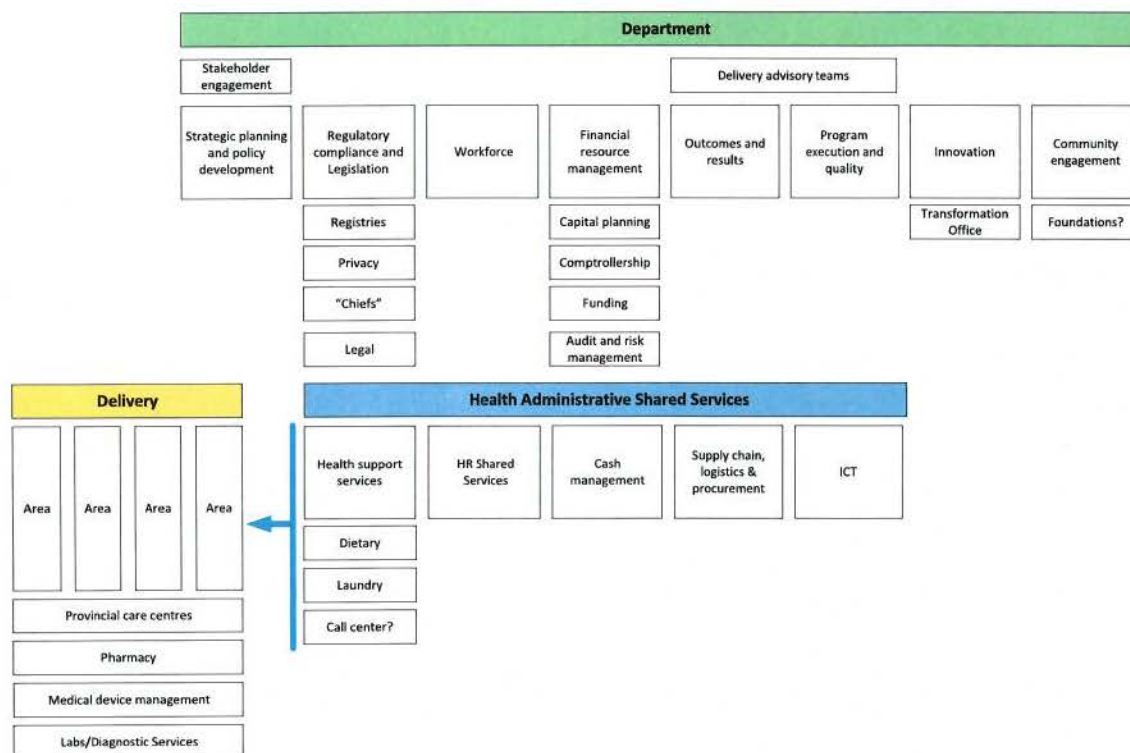 Department
Stakeholder
engagement
Delivery advisory teams
Strategic planning
and policy
development
Regulatory
compliance and
Legislation
Workforce
Financial
resource
management
Outcomes and
results
Program
execution and
quality
Innovation
Community
engagement
Registries
Capital planning
Transformation
Office
Foundations?
Privacy
Comptrollership
"Chiefs"
Funding
Legal
Audit and risk
management
Delivery
Health Administrative Shared Services
Area
Area
Area
Area
Health support
services
HR Shared
Services
Cash
management
Supply chain,
logistics &
procurement
ICT
Dietary
Laundry
Call center?
Provincial care centres
Pharmacy
Medical device management
Labs/Diagnostic Services